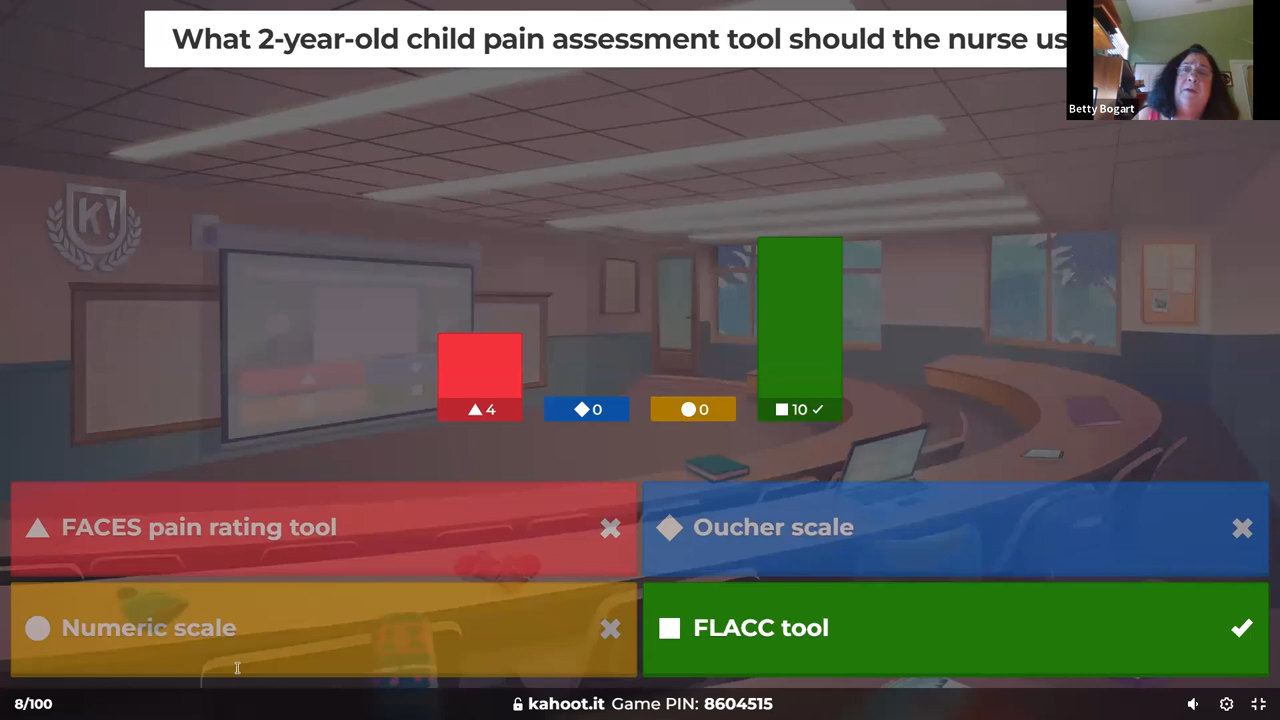 What 2-year-old child pain assessment tool should the nurse us
Betty Bogart
K!
4
0
0
10
FACES pain rating tool
Oucher scale
Numeric scale
FLACC tool
8/100
kahoot.it Game PIN: 8604515